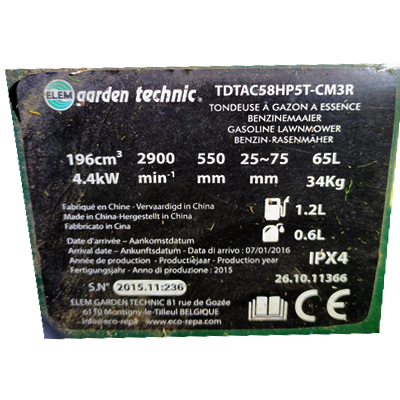 ELEM garden technic
TDTAC58HP5T-CM3R
TONDEUSE À GAZON A ESSENCE
BENZINEMAAIER
GASOLINE LAWNMOWER
BENZIN-RASENMÄHER
196cm³ 2900 550 25~75 65L
4.4kW min⁻¹ mm mm 34Kg
Fabriqué en Chine - Vervaardigd in China
Made in China-Hergestellt in China
Fabbricato in Cina
1.2L
0.6L
Date d'arrivée - Aankomstdatum
Arrival date - Ankunftsdatum - Data di arrivo : 07/01/2016
Année de production - Productiejaar - Production year
Fertigungsjahr - Anno di produzione : 2015
IPX4
26.10.11366
S.N° 2015.11:236
ELEM GARDEN TECHNIC 81 rue de Gozée
6110 Montigny-le-Tilleul BELGIQUE
www.eco-repa.com
CE